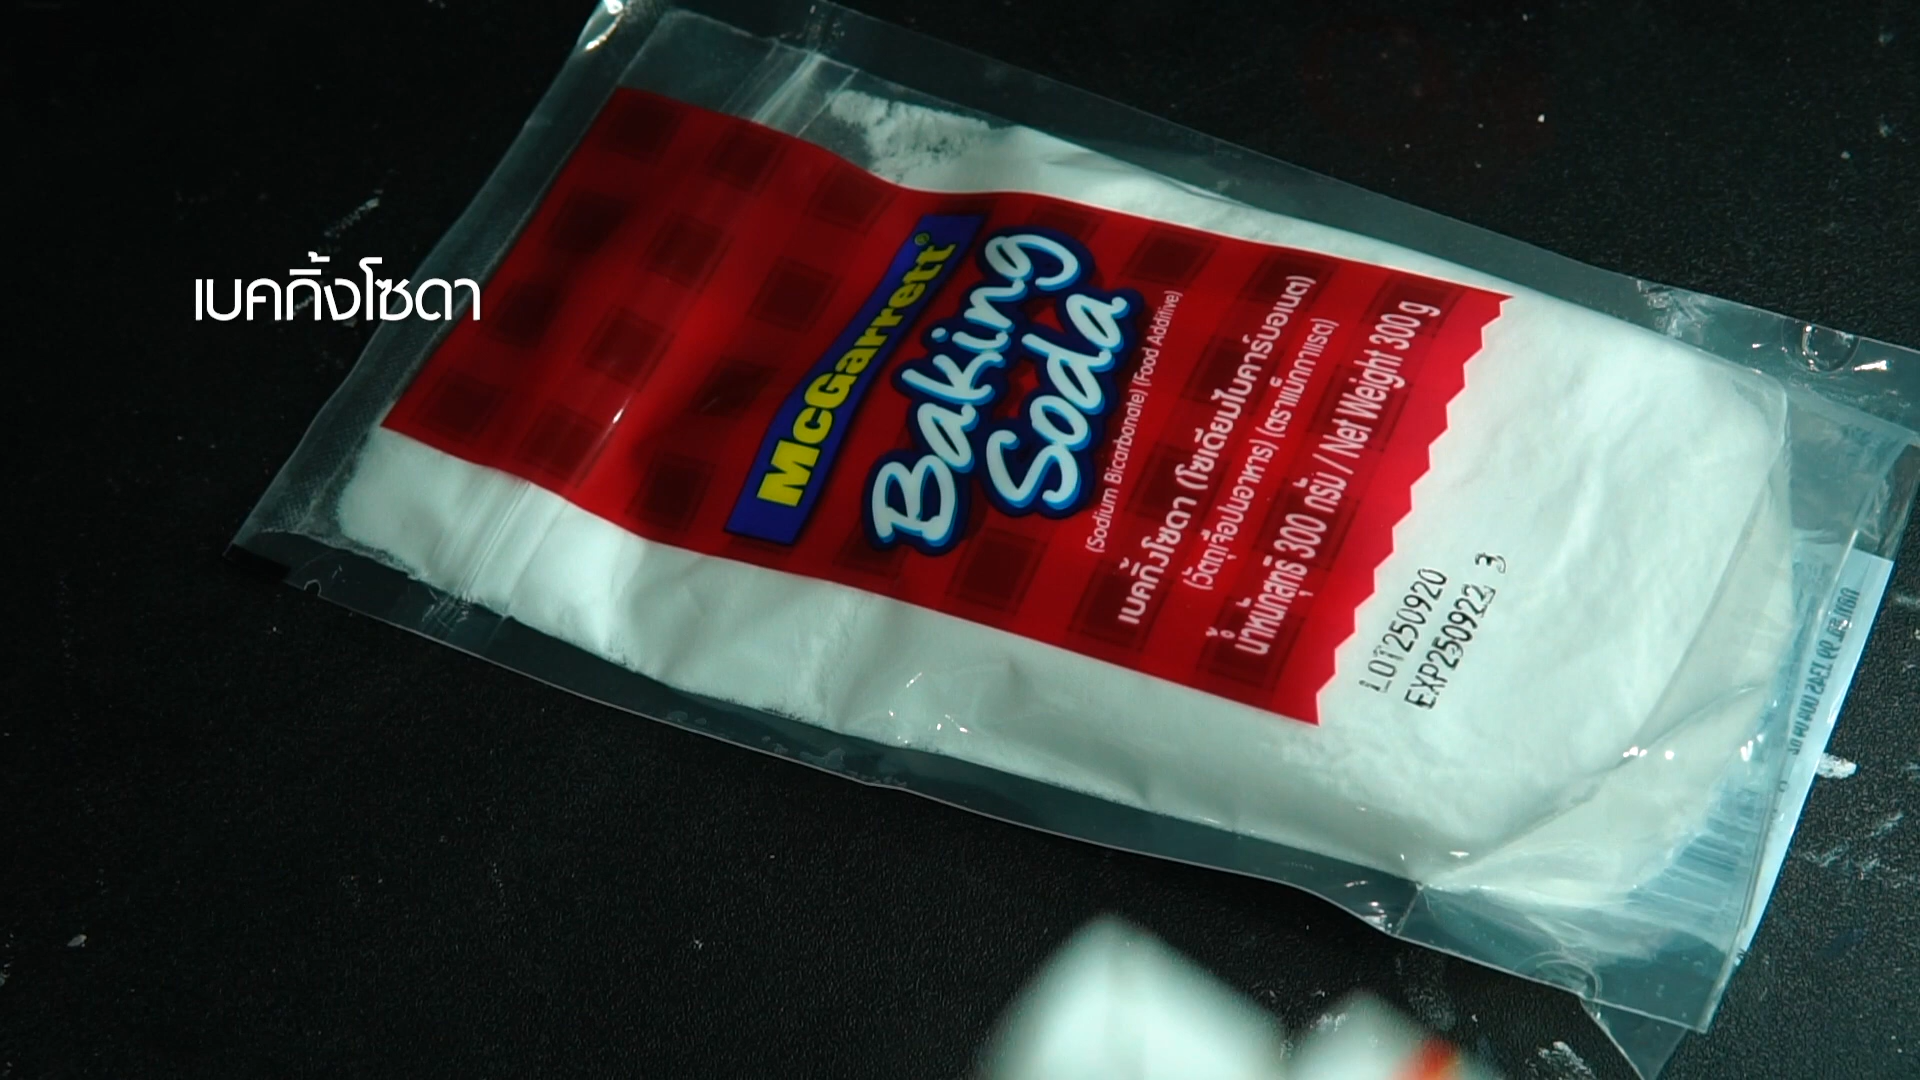 เบคกิ้งโซดา
McGarrett®
Baking
Soda
(Sodium Bicarbonate) (Food Additive)
เบค้กิ้งโซดา (โซเดียมไบคาร์บอเนต)
(วัตถุเจือปนอาหาร) (ตราแม็กกาแรต)
น้ำหนักสุทธิ 300 กรัม / Net Weight 300 g
LOT250920
EXP250922 3